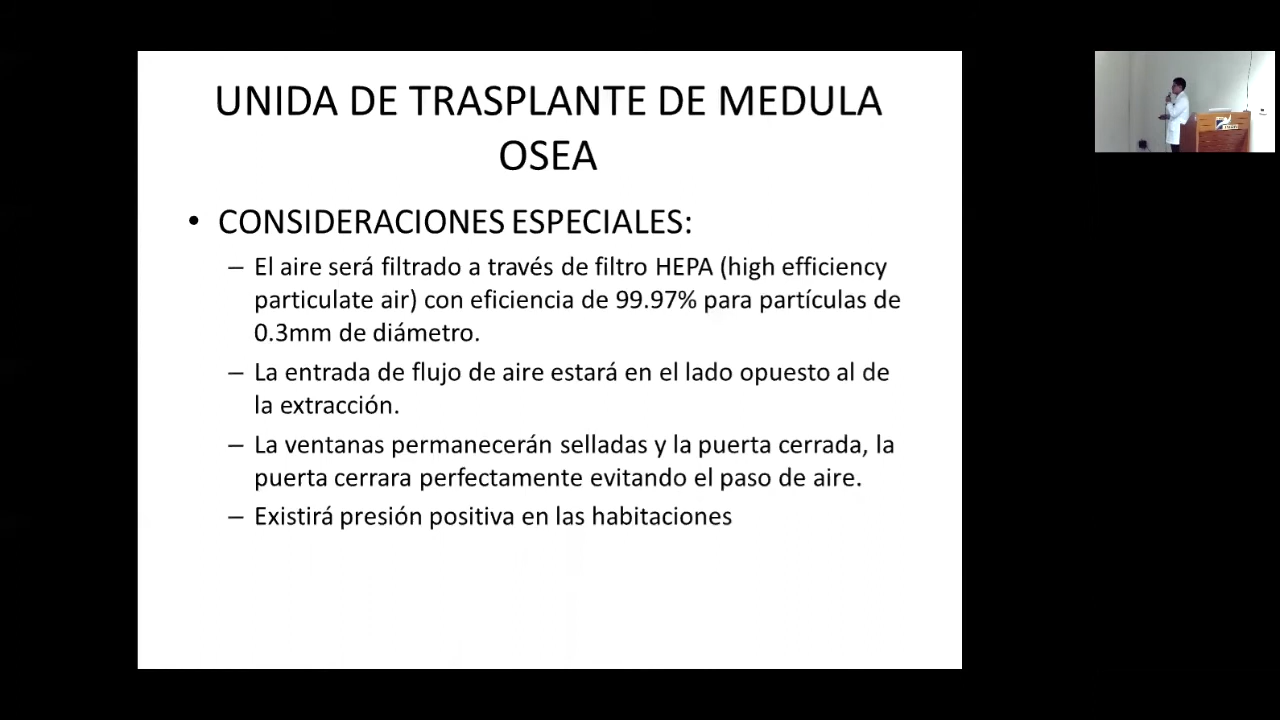 UNIDA DE TRASPLANTE DE MEDULA
OSEA
• CONSIDERACIONES ESPECIALES:
– El aire será filtrado a través de filtro HEPA (high efficiency
particulate air) con eficiencia de 99.97% para partículas de
0.3mm de diámetro.
– La entrada de flujo de aire estará en el lado opuesto al de
la extracción.
– La ventanas permanecerán selladas y la puerta cerrada, la
puerta cerrara perfectamente evitando el paso de aire.
– Existirá presión positiva en las habitaciones